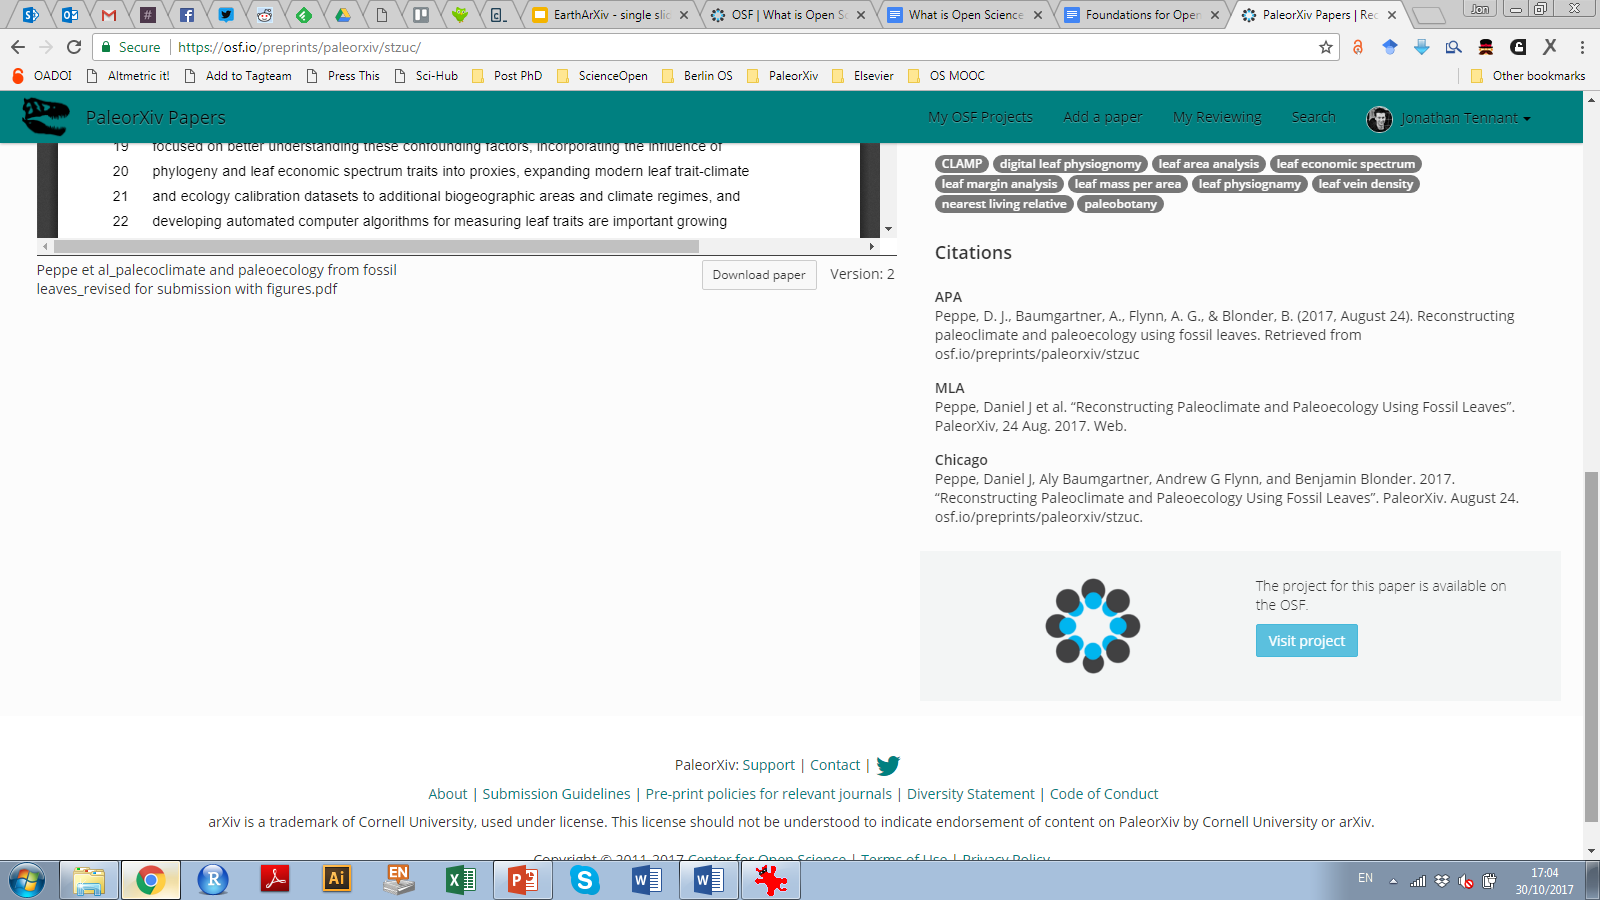 EarthArXiv - single slid
OSF | What is Open Sc
What is Open Science
Foundations for Open
PaleorXiv Papers | Rec
Jon
Secure
https://osf.io/preprints/paleorxiv/stzuc/
OADOI
Altmetric it!
Add to Tagteam
Press This
Sci-Hub
Post PhD
ScienceOpen
Berlin OS
PaleorXiv
Elsevier
OS MOOC
Other bookmarks
PaleorXiv Papers
My OSF Projects
Add a paper
My Reviewing
Search
Jonathan Tennant
19 focused on better understanding these confounding factors, incorporating the influence of
20 phylogeny and leaf economic spectrum traits into proxies, expanding modern leaf trait-climate
21 and ecology calibration datasets to additional biogeographic areas and climate regimes, and
22 developing automated computer algorithms for measuring leaf traits are important growing
Peppe et al_palecoclimate and paleoecology from fossil
leaves_revised for submission with figures.pdf
Download paper
Version: 2
CLAMP digital leaf physiognomy leaf area analysis leaf economic spectrum
leaf margin analysis leaf mass per area leaf physiognamy leaf vein density
nearest living relative paleobotany
Citations
APA
Peppe, D. J., Baumgartner, A., Flynn, A. G., & Blonder, B. (2017, August 24). Reconstructing
paleoclimate and paleoecology using fossil leaves. Retrieved from
osf.io/preprints/paleorxiv/stzuc
MLA
Peppe, Daniel J et al. “Reconstructing Paleoclimate and Paleoecology Using Fossil Leaves”.
PaleorXiv, 24 Aug. 2017. Web.
Chicago
Peppe, Daniel J, Aly Baumgartner, Andrew G Flynn, and Benjamin Blonder. 2017.
“Reconstructing Paleoclimate and Paleoecology Using Fossil Leaves”. PaleorXiv. August 24.
osf.io/preprints/paleorxiv/stzuc.
The project for this paper is available on
the OSF.
Visit project
PaleorXiv: Support | Contact |
About | Submission Guidelines | Pre-print policies for relevant journals | Diversity Statement | Code of Conduct
arXiv is a trademark of Cornell University, used under license. This license should not be understood to indicate endorsement of content on PaleorXiv by Cornell University or arXiv.
Copyright © 2011-2017 Center for Open Science | Terms of Use | Privacy Policy
EN
17:04
30/10/2017